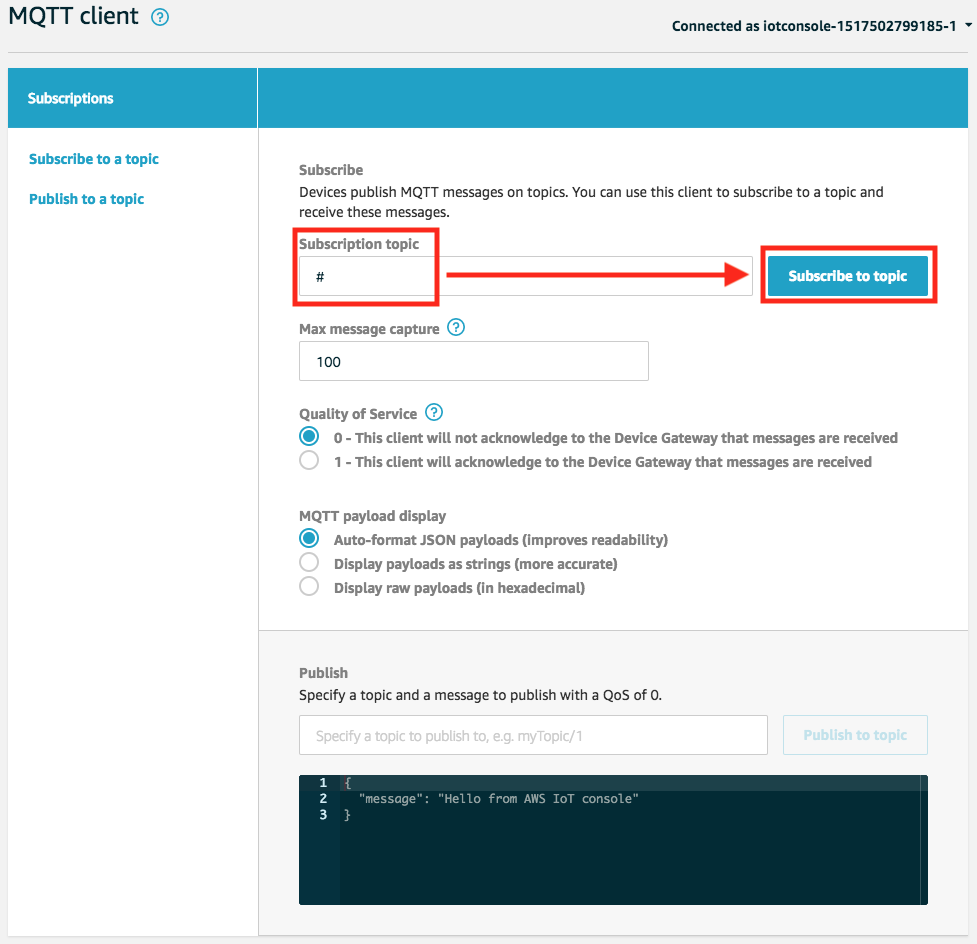 MQTT client ?
Connected as iotconsole-1517502799185-1
Subscriptions
Subscribe to a topic
Publish to a topic
Subscribe
Devices publish MQTT messages on topics. You can use this client to subscribe to a topic and
receive these messages.
Subscription topic
#
Subscribe to topic
Max message capture ?
100
Quality of Service ?
0 - This client will not acknowledge to the Device Gateway that messages are received
1 - This client will acknowledge to the Device Gateway that messages are received
MQTT payload display
Auto-format JSON payloads (improves readability)
Display payloads as strings (more accurate)
Display raw payloads (in hexadecimal)
Publish
Specify a topic and a message to publish with a QoS of 0.
Specify a topic to publish to, e.g. myTopic/1
Publish to topic
1 {
2 "message": "Hello from AWS IoT console"
3 }